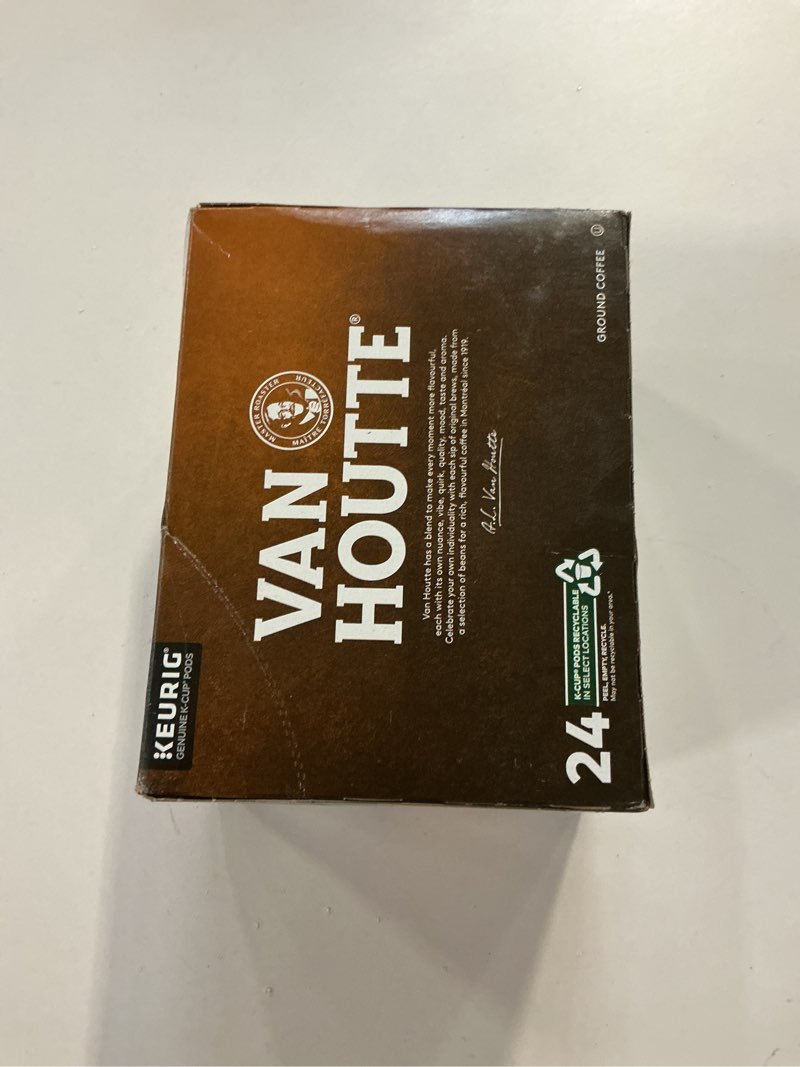 KEURIG®
GENUINE K-CUP® PODS
MASTER ROASTER
MAÎTRE TORRÉFACTEUR
VAN
HOUTTE®
Van Houtte has a blend to make every moment more flavourful,
each with its own nuance, vibe, quirk, quality, mood, taste and aroma.
Celebrate your own individuality with each sip of original brews, made from
a selection of beans for a rich, flavourful coffee in Montréal since 1919.
A.L. Van Houtte
24
K-CUP® PODS RECYCLABLE
IN SELECT LOCATIONS
PEEL, EMPTY, RECYCLE.
May not be recyclable in your area.*
GROUND COFFEE U